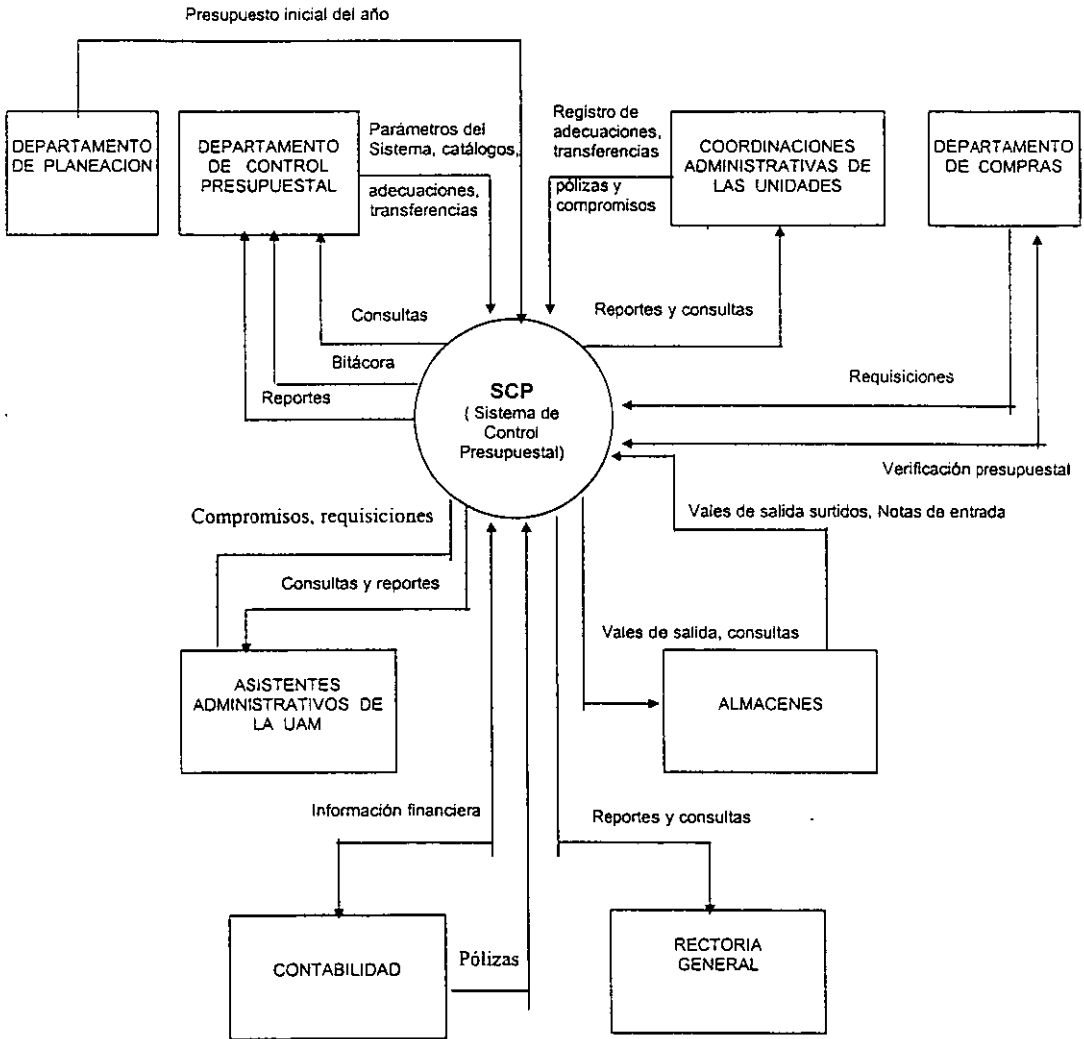 Presupuesto inicial del año
DEPARTAMENTO
DE PLANEACION
DEPARTAMENTO
DE CONTROL
PRESUPUESTAL
Parámetros del
Sistema, catálogos,
adecuaciones,
transferencias
Registro de
adecuaciones,
transferencias
pólizas y
compromisos
COORDINACIONES
ADMINISTRATIVAS DE
LAS UNIDADES
DEPARTAMENTO
DE COMPRAS
Consultas
Bitácora
Reportes
Reportes y consultas
SCP
( Sistema de
Control
Presupuestal)
Requisiciones
Verificación presupuestal
Compromisos, requisiciones
Vales de salida surtidos, Notas de entrada
Consultas y reportes
Vales de salida, consultas
ASISTENTES
ADMINISTRATIVOS DE
LA UAM
ALMACENES
Información financiera
Reportes y consultas
CONTABILIDAD
Pólizas
RECTORIA
GENERAL